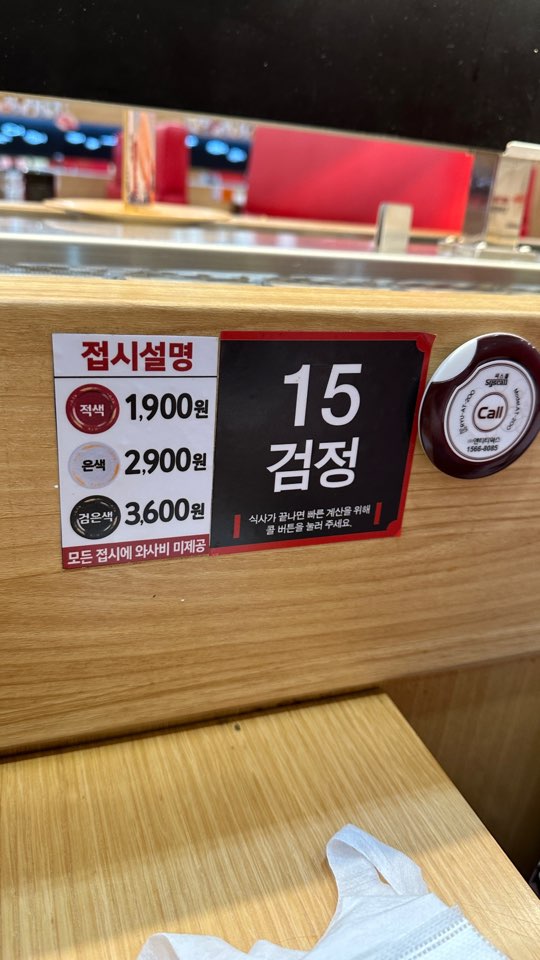 접시설명
적색 1,900원
은색 2,900원
검은색 3,600원
모든 접시에 와사비 미제공
15
검정
식사가 끝나면 빠른 계산을 위해
콜 버튼을 눌러 주세요.
Syscall
Call
1566-8085